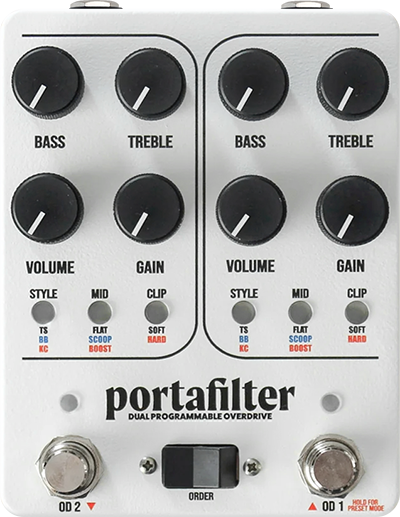 BASS TREBLE BASS TREBLE
VOLUME GAIN VOLUME GAIN
STYLE MID CLIP STYLE MID CLIP
TS FLAT SOFT TS FLAT SOFT
BB SCOOP HARD BB SCOOP HARD
KC BOOST KC BOOST
portafilter
DUAL PROGRAMMABLE OVERDRIVE
ORDER
OD 2 ▼ ▲ OD 1 HOLD FOR
PRESET MODE